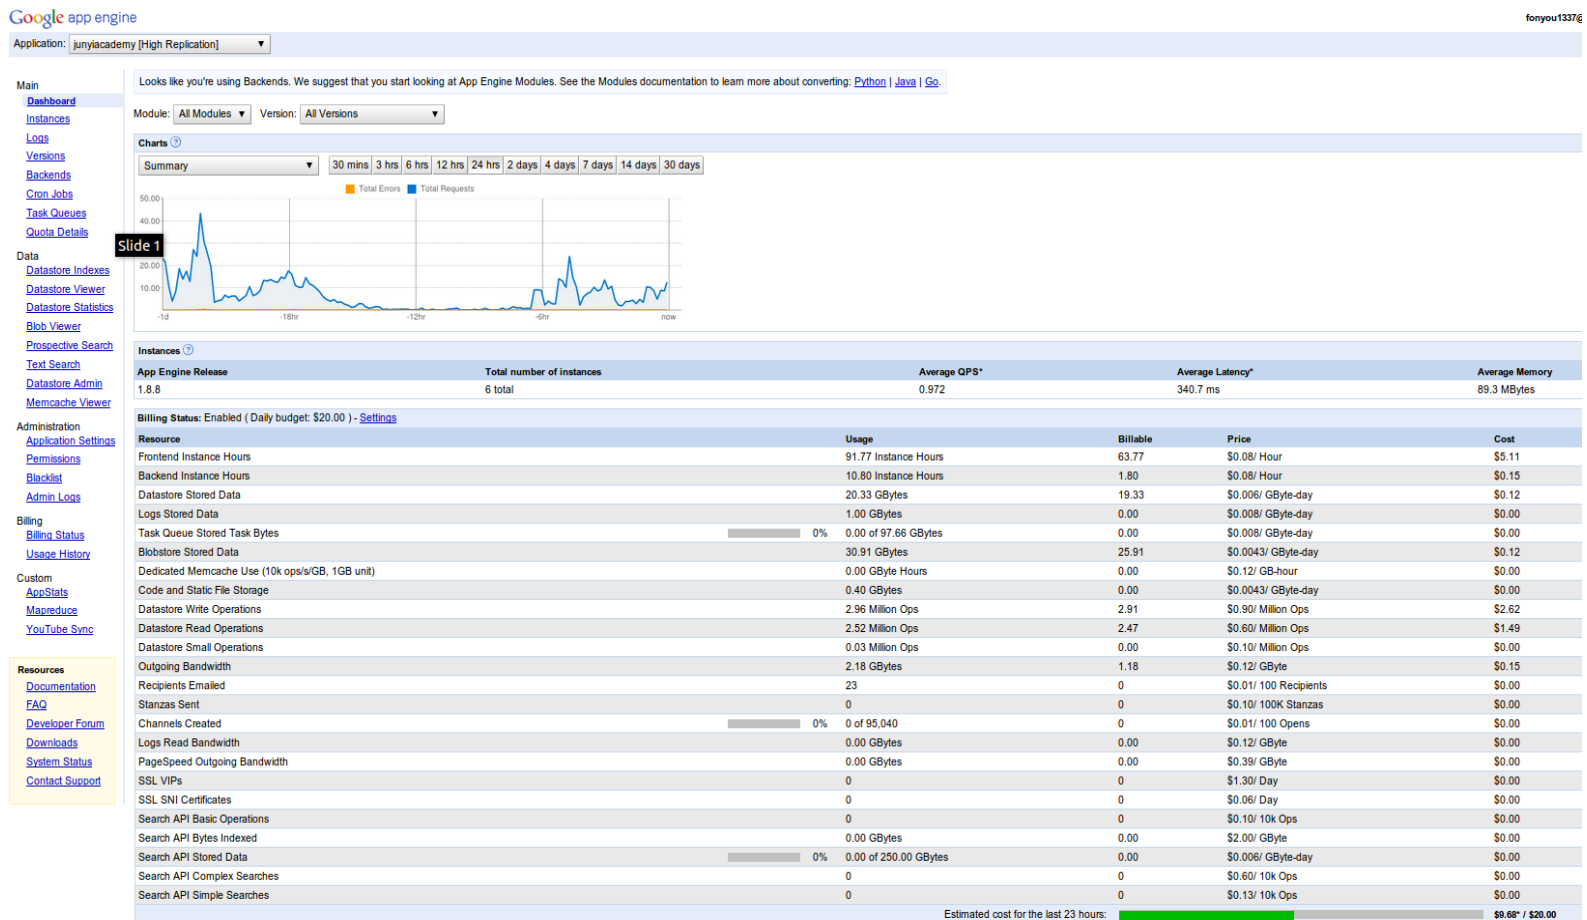 Google app engine
fonyou1337@
Application: junyiacademy [High Replication]
Main
Dashboard
Instances
Logs
Versions
Backends
Cron Jobs
Task Queues
Quota Details
Data
Datastore Indexes
Datastore Viewer
Datastore Statistics
Blob Viewer
Prospective Search
Text Search
Datastore Admin
Memcache Viewer
Administration
Application Settings
Permissions
Blacklist
Admin Logs
Billing
Billing Status
Usage History
Custom
AppStats
Mapreduce
YouTube Sync
Resources
Documentation
FAQ
Developer Forum
Downloads
System Status
Contact Support
Slide 1
Looks like you're using Backends. We suggest that you start looking at App Engine Modules. See the Modules documentation to learn more about converting: Python | Java | Go.
Module: All Modules Version: All Versions
Charts ?
Summary 30 mins 3 hrs 6 hrs 12 hrs 24 hrs 2 days 4 days 7 days 14 days 30 days
Total Errors Total Requests
50.00
40.00
20.00
10.00
-1d -18hr -12hr -6hr now
Instances ?
App Engine Release Total number of instances Average QPS* Average Latency* Average Memory
1.8.8 6 total 0.972 340.7 ms 89.3 MBytes
Billing Status: Enabled ( Daily budget: $20.00 ) - Settings
Resource Usage Billable Price Cost
Frontend Instance Hours 91.77 Instance Hours 63.77 $0.08/ Hour $5.11
Backend Instance Hours 10.80 Instance Hours 1.80 $0.08/ Hour $0.15
Datastore Stored Data 20.33 GBytes 19.33 $0.006/ GByte-day $0.12
Logs Stored Data 1.00 GBytes 0.00 $0.008/ GByte-day $0.00
Task Queue Stored Task Bytes 0% 0.00 of 97.66 GBytes 0.00 $0.008/ GByte-day $0.00
Blobstore Stored Data 30.91 GBytes 25.91 $0.0043/ GByte-day $0.12
Dedicated Memcache Use (10k ops/s/GB, 1GB unit) 0.00 GByte Hours 0.00 $0.12/ GB-hour $0.00
Code and Static File Storage 0.40 GBytes 0.00 $0.0043/ GByte-day $0.00
Datastore Write Operations 2.96 Million Ops 2.91 $0.90/ Million Ops $2.62
Datastore Read Operations 2.52 Million Ops 2.47 $0.60/ Million Ops $1.49
Datastore Small Operations 0.03 Million Ops 0.00 $0.10/ Million Ops $0.00
Outgoing Bandwidth 2.18 GBytes 1.18 $0.12/ GByte $0.15
Recipients Emailed 23 0 $0.01/ 100 Recipients $0.00
Stanzas Sent 0 0 $0.10/ 100K Stanzas $0.00
Channels Created 0% 0 of 95,040 0 $0.01/ 100 Opens $0.00
Logs Read Bandwidth 0.00 GBytes 0.00 $0.12/ GByte $0.00
PageSpeed Outgoing Bandwidth 0.00 GBytes 0.00 $0.39/ GByte $0.00
SSL VIPs 0 0 $1.30/ Day $0.00
SSL SNI Certificates 0 0 $0.06/ Day $0.00
Search API Basic Operations 0 0 $0.10/ 10k Ops $0.00
Search API Bytes Indexed 0.00 GBytes 0.00 $2.00/ GByte $0.00
Search API Stored Data 0% 0.00 of 250.00 GBytes 0.00 $0.006/ GByte-day $0.00
Search API Complex Searches 0 0 $0.60/ 10k Ops $0.00
Search API Simple Searches 0 0 $0.13/ 10k Ops $0.00
Estimated cost for the last 23 hours: $9.68* / $20.00